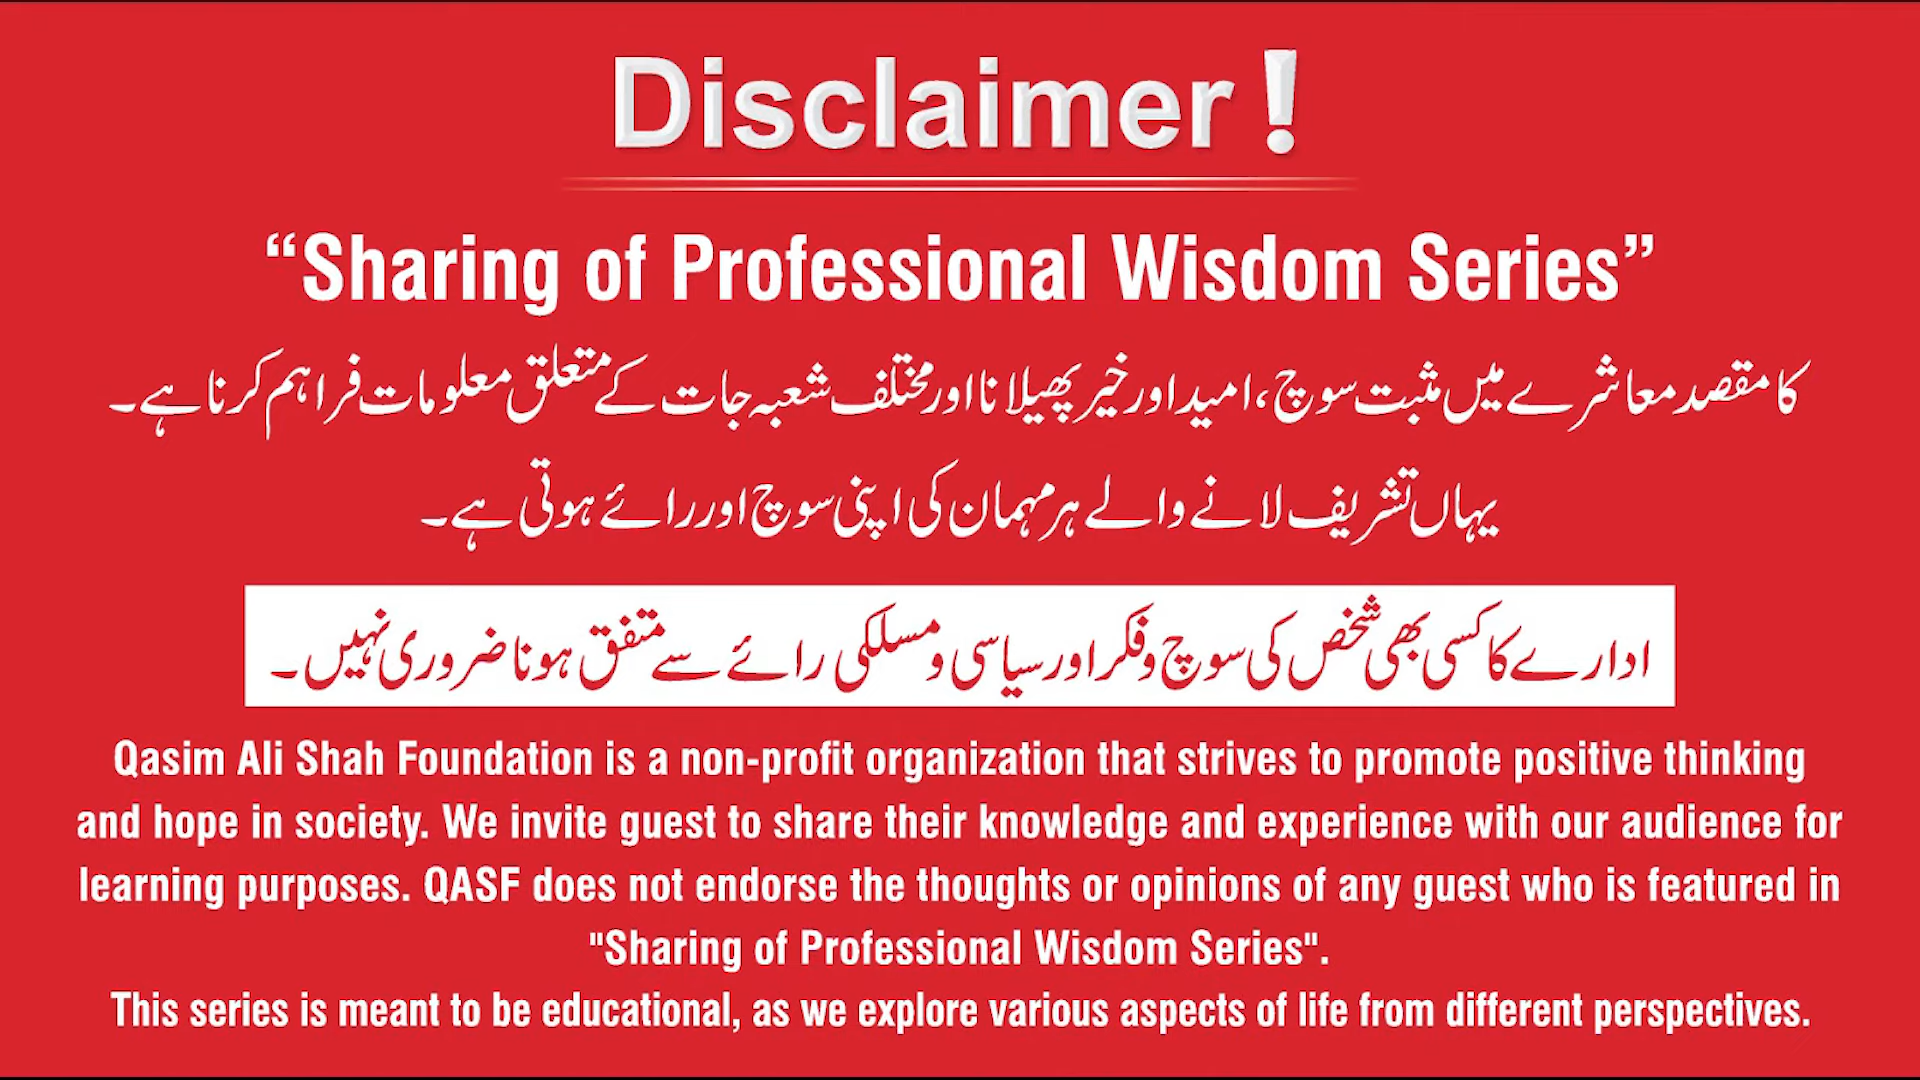 Disclaimer!
“Sharing of Professional Wisdom Series”
کا مقصد معاشرے میں مثبت سوچ، امید اور خیر پھیلانا اور مختلف شعبہ جات کے متعلق معلومات فراہم کرنا ہے۔
یہاں تشریف لانے والے ہر مہمان کی اپنی سوچ اور رائے ہوتی ہے۔
ادارے کا کسی بھی شخص کی سوچ و فکر اور سیاسی و مسلکی رائے سے متفق ہونا ضروری نہیں۔
Qasim Ali Shah Foundation is a non-profit organization that strives to promote positive thinking
and hope in society. We invite guest to share their knowledge and experience with our audience for
learning purposes. QASF does not endorse the thoughts or opinions of any guest who is featured in
"Sharing of Professional Wisdom Series".
This series is meant to be educational, as we explore various aspects of life from different perspectives.